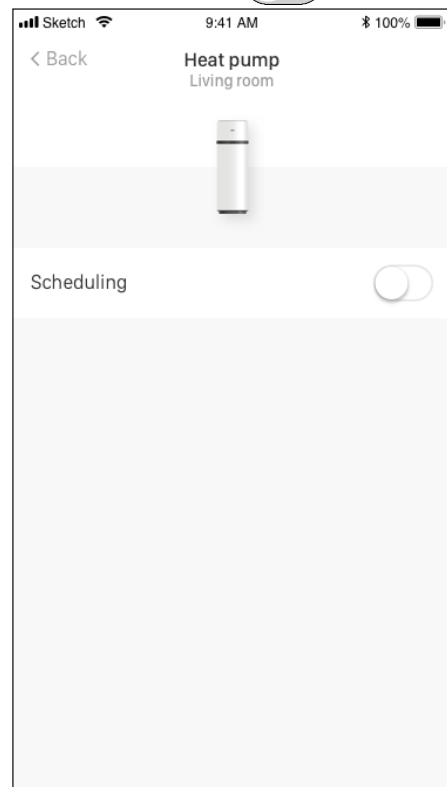 Sketch 9:41 AM 100%
< Back
Heat pump
Living room
Scheduling